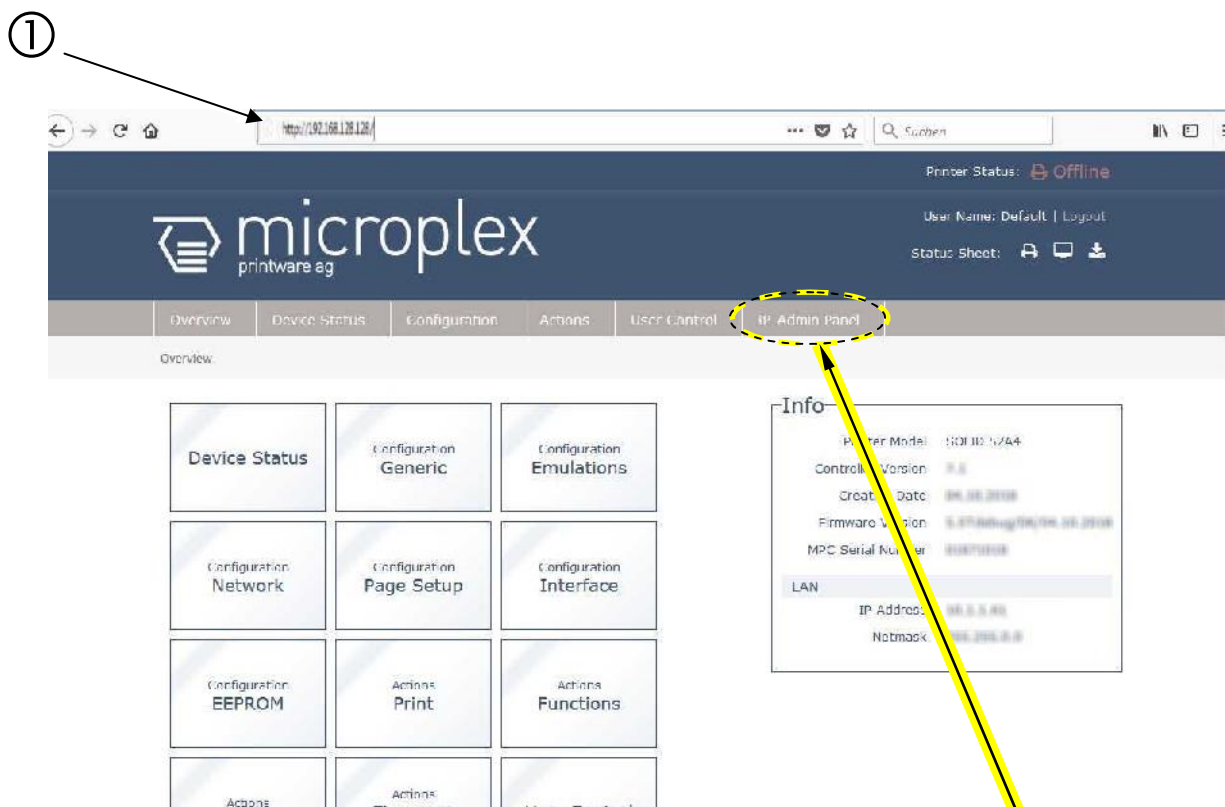 ①
http://192.168.128.128/
Suchen
Printer Status: Offline
microplex
printware ag
User Name: Default | Logout
Status Sheet:
Overview Device Status Configuration Actions User Control IP Admin Panel
Overview
Info
Device Status
Configuration
Generic
Configuration
Emulations
Configuration
Network
Configuration
Page Setup
Configuration
Interface
Configuration
EEPROM
Actions
Print
Actions
Functions
Actions
Actions
Printer Model SOLID 52A4
Controller Version
Creation Date
Firmware Version
MPC Serial Number
LAN
IP Address
Netmask